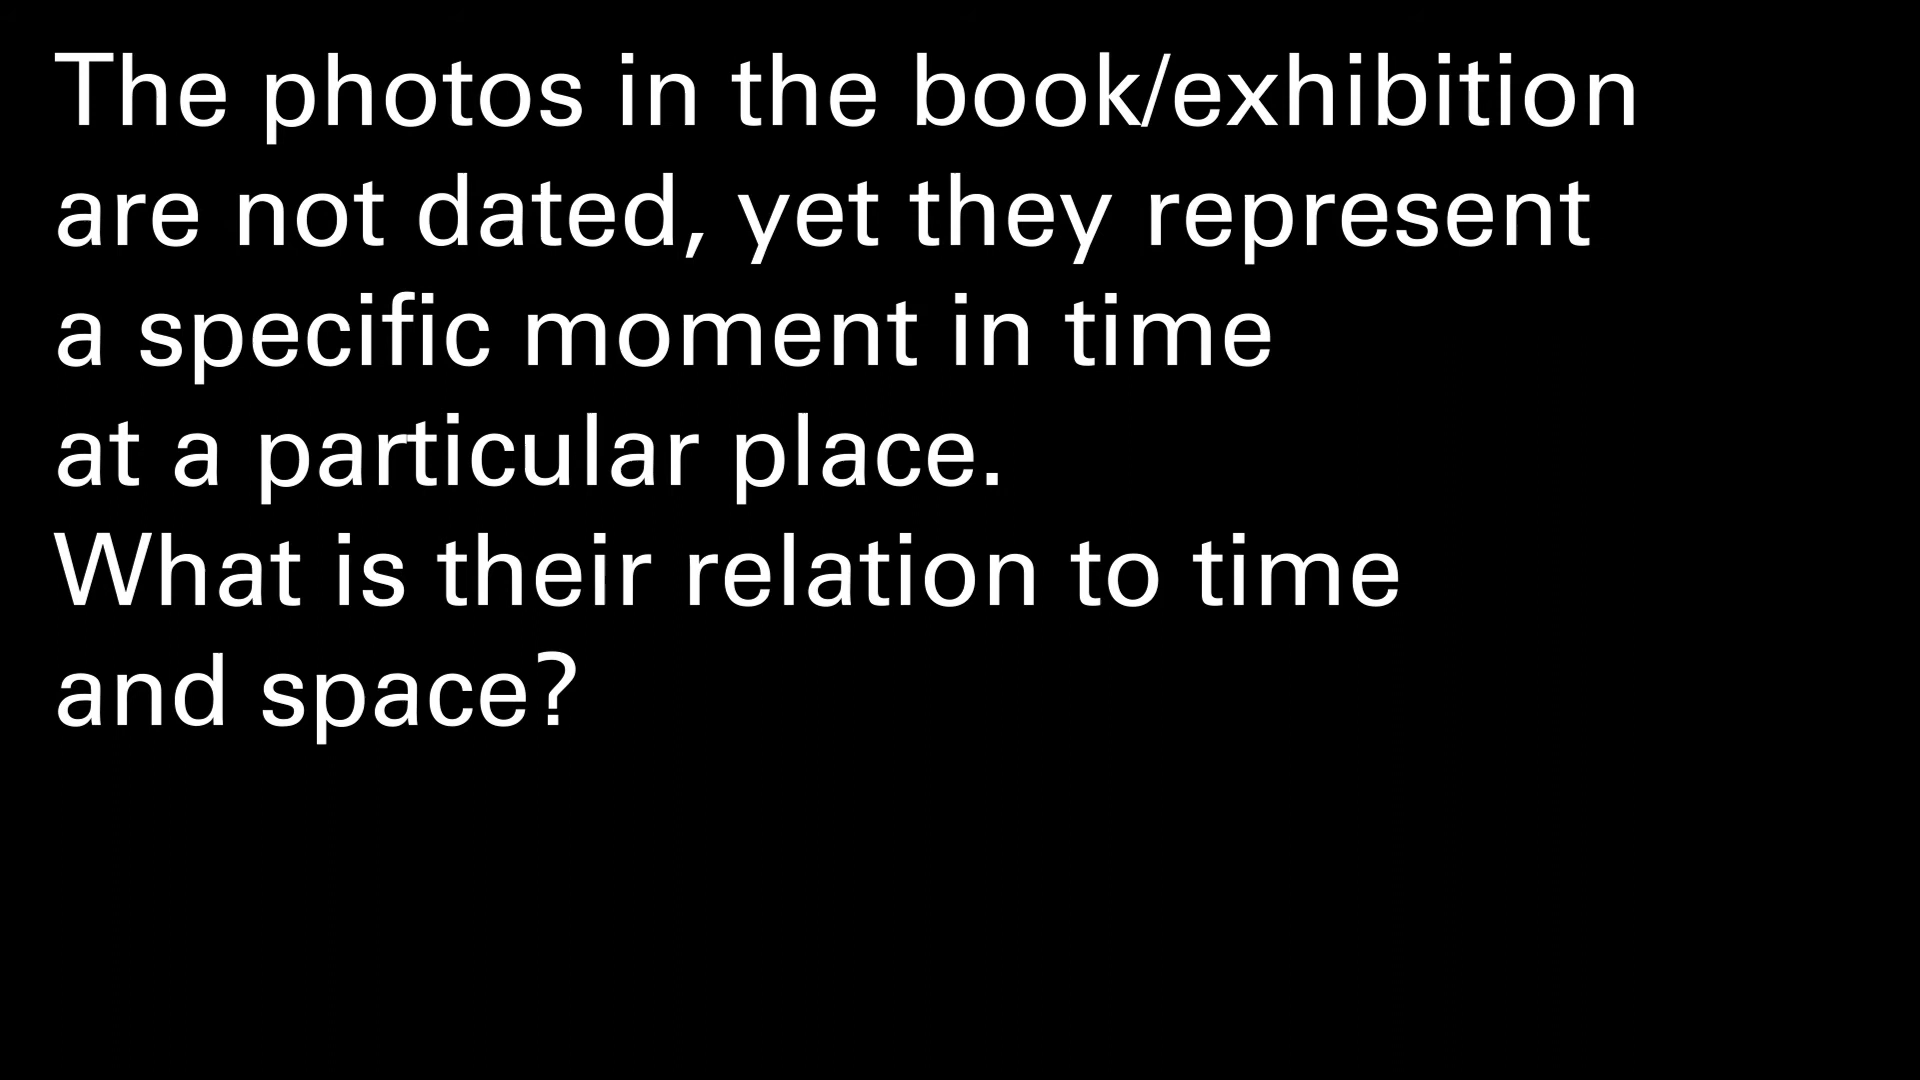 The photos in the book/exhibition
are not dated, yet they represent
a specific moment in time
at a particular place.
What is their relation to time
and space?